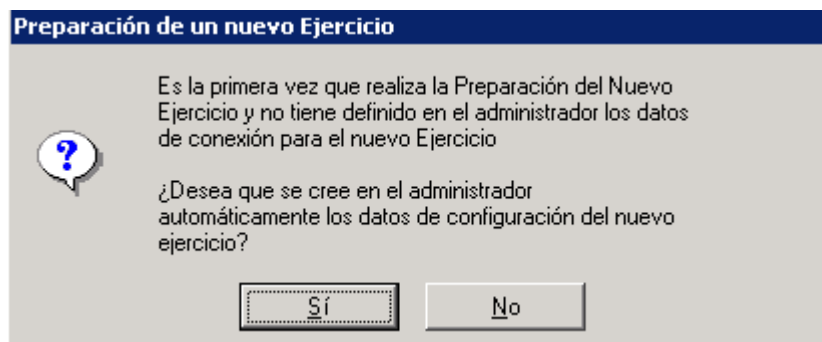 Preparación de un nuevo Ejercicio
Es la primera vez que realiza la Preparación del Nuevo
Ejercicio y no tiene definido en el administrador los datos
de conexión para el nuevo Ejercicio
¿Desea que se cree en el administrador
automáticamente los datos de configuración del nuevo
ejercicio?
Sí
No